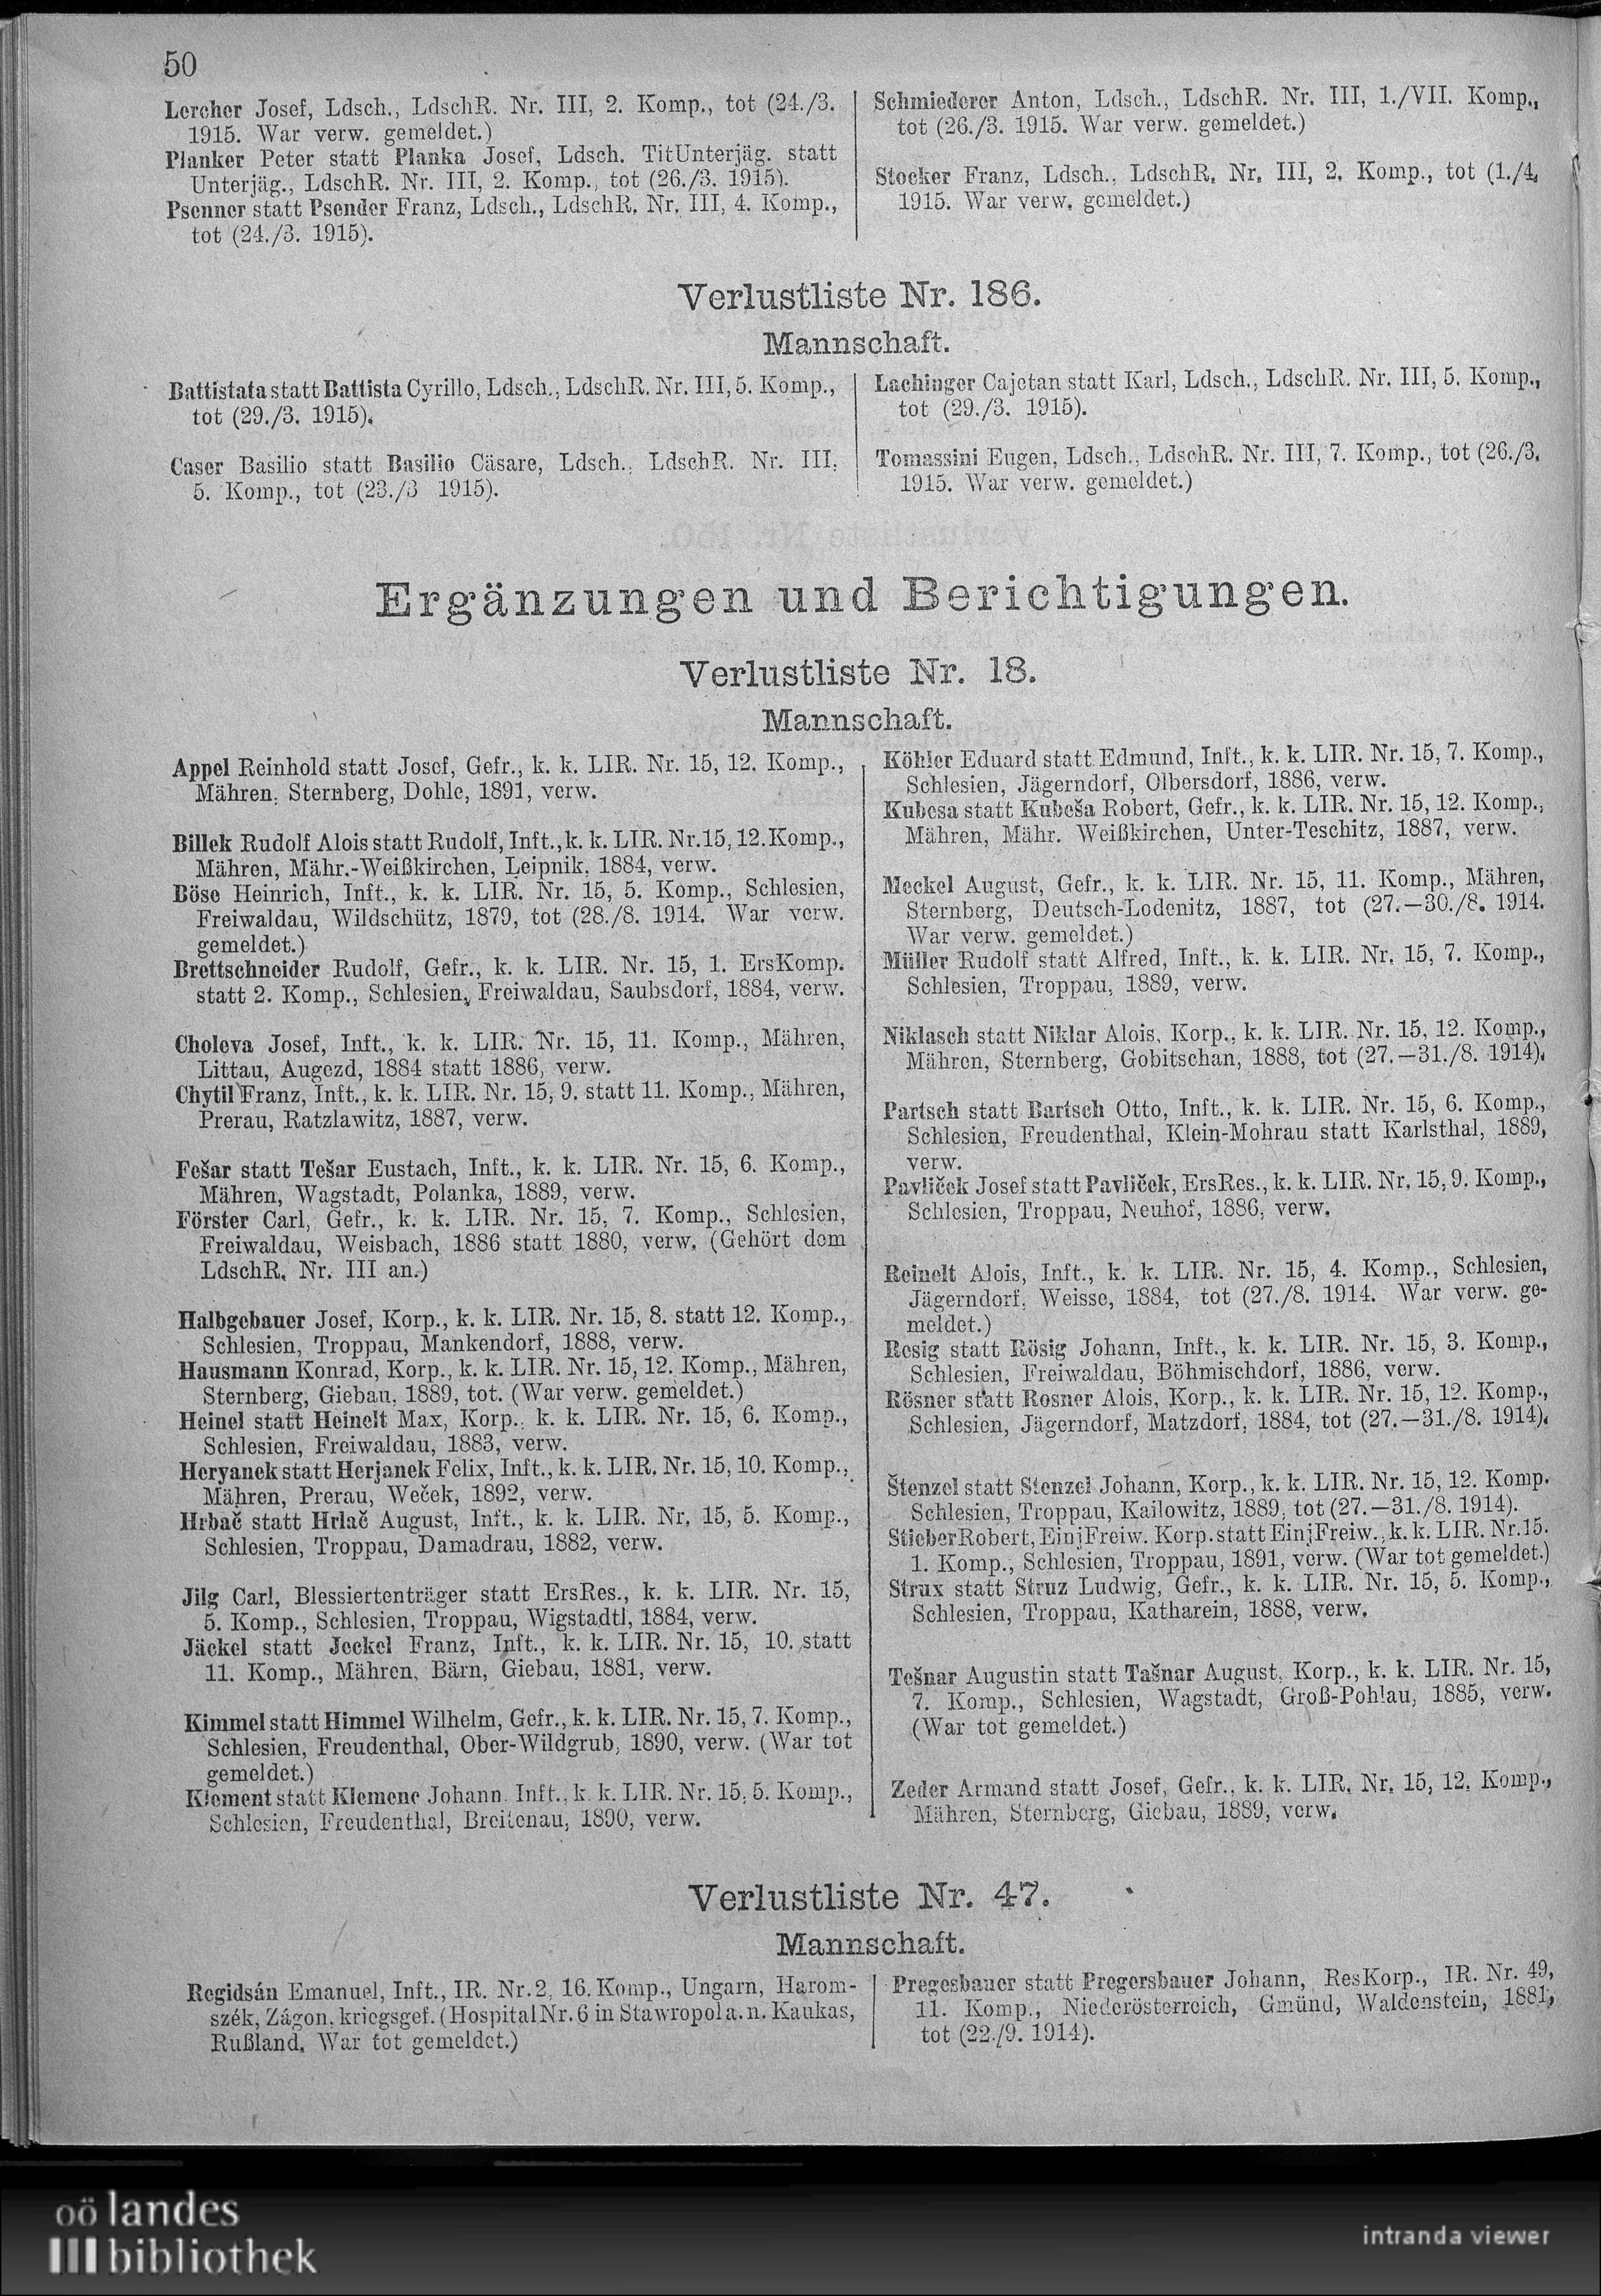 50
Lercher Josef, Ldsch., LdschR. Nr. III, 2. Komp., tot (24./3.
1915. War verw. gemeldet.)
Planker Peter statt Planka Josef, Ldsch. TitUnterjäg. statt
Unterjäg., LdschR. Nr. III, 2. Komp., tot (26./3. 1915).
Psenner statt Psender Franz, Ldsch., LdschR. Nr. III, 4. Komp.,
tot (24./3. 1915).
Schmiederer Anton, Ldsch., LdschR. Nr. III, 1./VII. Komp.,
tot (26./3. 1915. War verw. gemeldet.)
Stocker Franz, Ldsch., LdschR. Nr. III, 2. Komp., tot (1./4.
1915. War verw. gemeldet.)
Verlustliste Nr. 186.
Mannschaft.
Battistata statt Battista Cyrillo, Ldsch., LdschR. Nr. III, 5. Komp.,
tot (29./3. 1915).
Caser Basilio statt Basilio Cäsare, Ldsch., LdschR. Nr. III,
5. Komp., tot (23./3 1915).
Lachinger Cajetan statt Karl, Ldsch., LdschR. Nr. III, 5. Komp.,
tot (29./3. 1915).
Tomassini Eugen, Ldsch., LdschR. Nr. III, 7. Komp., tot (26./3.
1915. War verw. gemeldet.)
Ergänzungen und Berichtigungen.
Verlustliste Nr. 18.
Mannschaft.
Appel Reinhold statt Josef, Gefr., k. k. LIR. Nr. 15, 12. Komp.,
Mähren, Sternberg, Dohle, 1891, verw.
Billek Rudolf Alois statt Rudolf, Inft., k. k. LIR. Nr. 15, 12. Komp.,
Mähren, Mähr.-Weißkirchen, Leipnik, 1884, verw.
Böse Heinrich, Inft., k. k. LIR. Nr. 15, 5. Komp., Schlesien,
Freiwaldau, Wildschütz, 1879, tot (28./8. 1914. War verw.
gemeldet.)
Brettschneider Rudolf, Gefr., k. k. LIR. Nr. 15, 1. ErsKomp.
statt 2. Komp., Schlesien, Freiwaldau, Saubsdorf, 1884, verw.
Choleva Josef, Inft., k. k. LIR. Nr. 15, 11. Komp., Mähren,
Littau, Augezd, 1884 statt 1886, verw.
Chytil Franz, Inft., k. k. LIR. Nr. 15, 9. statt 11. Komp., Mähren,
Prerau, Ratzlawitz, 1887, verw.
Fešar statt Tešar Eustach, Inft., k. k. LIR. Nr. 15, 6. Komp.,
Mähren, Wagstadt, Polanka, 1889, verw.
Förster Carl, Gefr., k. k. LIR. Nr. 15, 7. Komp., Schlesien,
Freiwaldau, Weisbach, 1886 statt 1880, verw. (Gehört dem
LdschR. Nr. III an.)
Halbgebauer Josef, Korp., k. k. LIR. Nr. 15, 8. statt 12. Komp.,
Schlesien, Troppau, Mankendorf, 1888, verw.
Hausmann Konrad, Korp., k. k. LIR. Nr. 15, 12. Komp., Mähren,
Sternberg, Giebau, 1889, tot. (War verw. gemeldet.)
Heinel statt Heinelt Max, Korp., k. k. LIR. Nr. 15, 6. Komp.,
Schlesien, Freiwaldau, 1883, verw.
Heryanek statt Herjanek Felix, Inft., k. k. LIR. Nr. 15, 10. Komp.,
Mähren, Prerau, Weček, 1892, verw.
Hrbač statt Hrlač August, Inft., k. k. LIR. Nr. 15, 5. Komp.,
Schlesien, Troppau, Damadrau, 1882, verw.
Jilg Carl, Blessiertenträger statt ErsRes., k. k. LIR. Nr. 15,
5. Komp., Schlesien, Troppau, Wigstadtl, 1884, verw.
Jäckel statt Jeckel Franz, Inft., k. k. LIR. Nr. 15, 10. statt
11. Komp., Mähren, Bärn, Giebau, 1881, verw.
Kimmel statt Himmel Wilhelm, Gefr., k. k. LIR. Nr. 15, 7. Komp.,
Schlesien, Freudenthal, Ober-Wildgrub, 1890, verw. (War tot
gemeldet.)
Klement statt Klemene Johann. Inft., k. k. LIR. Nr. 15, 5. Komp.,
Schlesien, Freudenthal, Breitenau, 1890, verw.
Köhler Eduard statt Edmund, Inft., k. k. LIR. Nr. 15, 7. Komp.,
Schlesien, Jägerndorf, Olbersdorf, 1886, verw.
Kubesa statt Kubeša Robert, Gefr., k. k. LIR. Nr. 15, 12. Komp.,
Mähren, Mähr. Weißkirchen, Unter-Teschitz, 1887, verw.
Meckel August, Gefr., k. k. LIR. Nr. 15, 11. Komp., Mähren,
Sternberg, Deutsch-Lodenitz, 1887, tot (27.—30./8. 1914.
War verw. gemeldet.)
Müller Rudolf statt Alfred, Inft., k. k. LIR. Nr. 15, 7. Komp.,
Schlesien, Troppau, 1889, verw.
Niklasch statt Niklar Alois, Korp., k. k. LIR. Nr. 15, 12. Komp.,
Mähren, Sternberg, Gobitschan, 1888, tot (27.—31./8. 1914).
Partsch statt Bartsch Otto, Inft., k. k. LIR. Nr. 15, 6. Komp.,
Schlesien, Freudenthal, Klein-Mohrau statt Karlsthal, 1889,
verw.
Pavlíček Josef statt Pavliček, ErsRes., k. k. LIR. Nr. 15, 9. Komp.,
Schlesien, Troppau, Neuhof, 1886, verw.
Reinelt Alois, Inft., k. k. LIR. Nr. 15, 4. Komp., Schlesien,
Jägerndorf, Weisse, 1884, tot (27./8. 1914. War verw. ge-
meldet.)
Resig statt Rösig Johann, Inft., k. k. LIR. Nr. 15, 3. Komp.,
Schlesien, Freiwaldau, Böhmischdorf, 1886, verw.
Rösner statt Rosner Alois, Korp., k. k. LIR. Nr. 15, 12. Komp.,
Schlesien, Jägerndorf, Matzdorf, 1884, tot (27.—31./8. 1914).
Štenzel statt Stenzel Johann, Korp., k. k. LIR. Nr. 15, 12. Komp.
Schlesien, Troppau, Kailowitz, 1889, tot (27.—31./8. 1914).
Stieber Robert, EinjFreiw. Korp. statt EinjFreiw., k. k. LIR. Nr. 15.
1. Komp., Schlesien, Troppau, 1891, verw. (War tot gemeldet.)
Strux statt Struz Ludwig, Gefr., k. k. LIR. Nr. 15, 5. Komp.,
Schlesien, Troppau, Katharein, 1888, verw.
Tešnar Augustin statt Tašnar August, Korp., k. k. LIR. Nr. 15,
7. Komp., Schlesien, Wagstadt, Groß-Pohlau, 1885, verw.
(War tot gemeldet.)
Zeder Armand statt Josef, Gefr., k. k. LIR. Nr. 15, 12. Komp.,
Mähren, Sternberg, Giebau, 1889, verw.
Verlustliste Nr. 47.
Mannschaft.
Regidsán Emanuel, Inft., IR. Nr. 2, 16. Komp., Ungarn, Harom-
szék, Zágon, kriegsgef. (Hospital Nr. 6 in Stawropol a. n. Kaukas,
Rußland. War tot gemeldet.)
Pregesbauer statt Pregersbauer Johann, ResKorp., IR. Nr. 49,
11. Komp., Niederösterreich, Gmünd, Waldenstein, 1881,
tot (22./9. 1914).
oö landes
bibliothek
intranda viewer